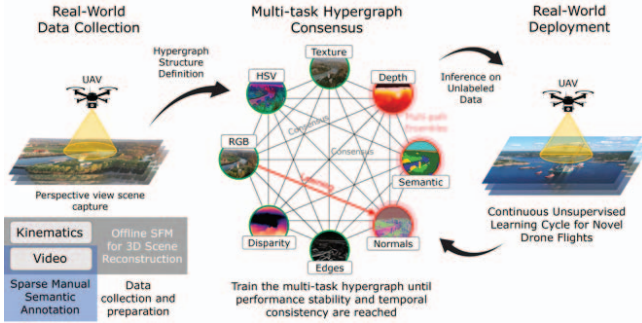 Real-World
Data Collection
Multi-task Hypergraph
Consensus
Real-World
Deployment
Hypergraph
Structure
Definition
Inference on
Unlabeled
Data
UAV
UAV
Texture
HSV
Depth
RGB
Semantic
Disparity
Normals
Edges
Consensus
Consensus
Learning
Multi-path
Ensembles
Perspective view scene
capture
Kinematics
Video
Offline SFM
for 3D Scene
Reconstruction
Sparse Manual
Semantic
Annotation
Data
collection and
preparation
Train the multi-task hypergraph until
performance stability and temporal
consistency are reached
Continuous Unsupervised
Learning Cycle for Novel
Drone Flights